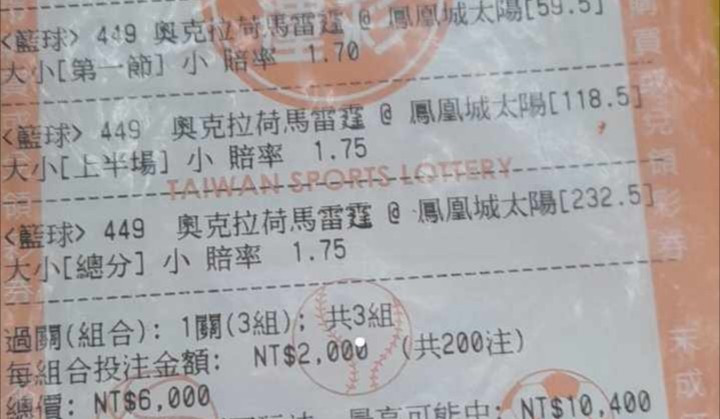 <籃球> 449 奧克拉荷馬雷霆 @ 鳳凰城太陽[59.5]
大小[第一節] 小 賠率 1.70
<籃球> 449 奧克拉荷馬雷霆 @ 鳳凰城太陽[118.5]
大小[上半場] 小 賠率 1.75
TAIWAN SPORTS LOTTERY
<籃球> 449 奧克拉荷馬雷霆 @ 鳳凰城太陽[232.5]
大小[總分] 小 賠率 1.75
過關(組合): 1關(3組); 共3組
每組合投注金額: NT$2,000 (共200注)
總價: NT$6,000
最高可能中: NT$10,400